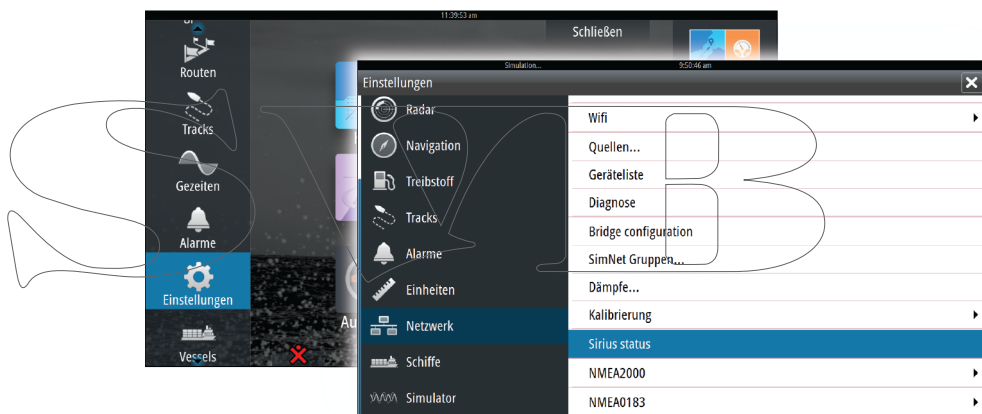 11:39:53 am
Schließen
Routen
Tracks
Gezeiten
Alarme
Einstellungen
Vessels
Au
Simulation...
9:50:46 am
Einstellungen
Radar
Navigation
Treibstoff
Tracks
Alarme
Einheiten
Netzwerk
Schiffe
Simulator
Wifi
Quellen...
Geräteliste
Diagnose
Bridge configuration
SimNet Gruppen...
Dämpfe...
Kalibrierung
Sirius status
NMEA2000
NMEA0183